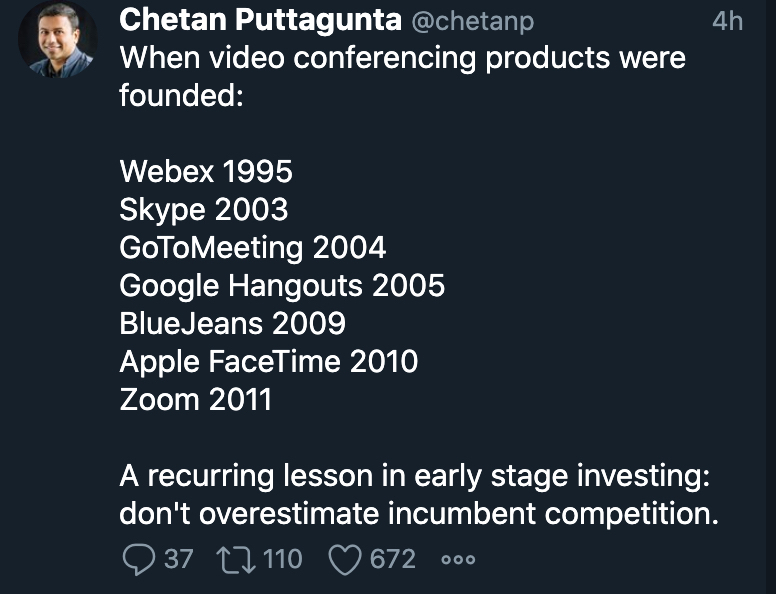 Chetan Puttagunta @chetanp 4h
When video conferencing products were
founded:
Webex 1995
Skype 2003
GoToMeeting 2004
Google Hangouts 2005
BlueJeans 2009
Apple FaceTime 2010
Zoom 2011
A recurring lesson in early stage investing:
don't overestimate incumbent competition.
37 110 672